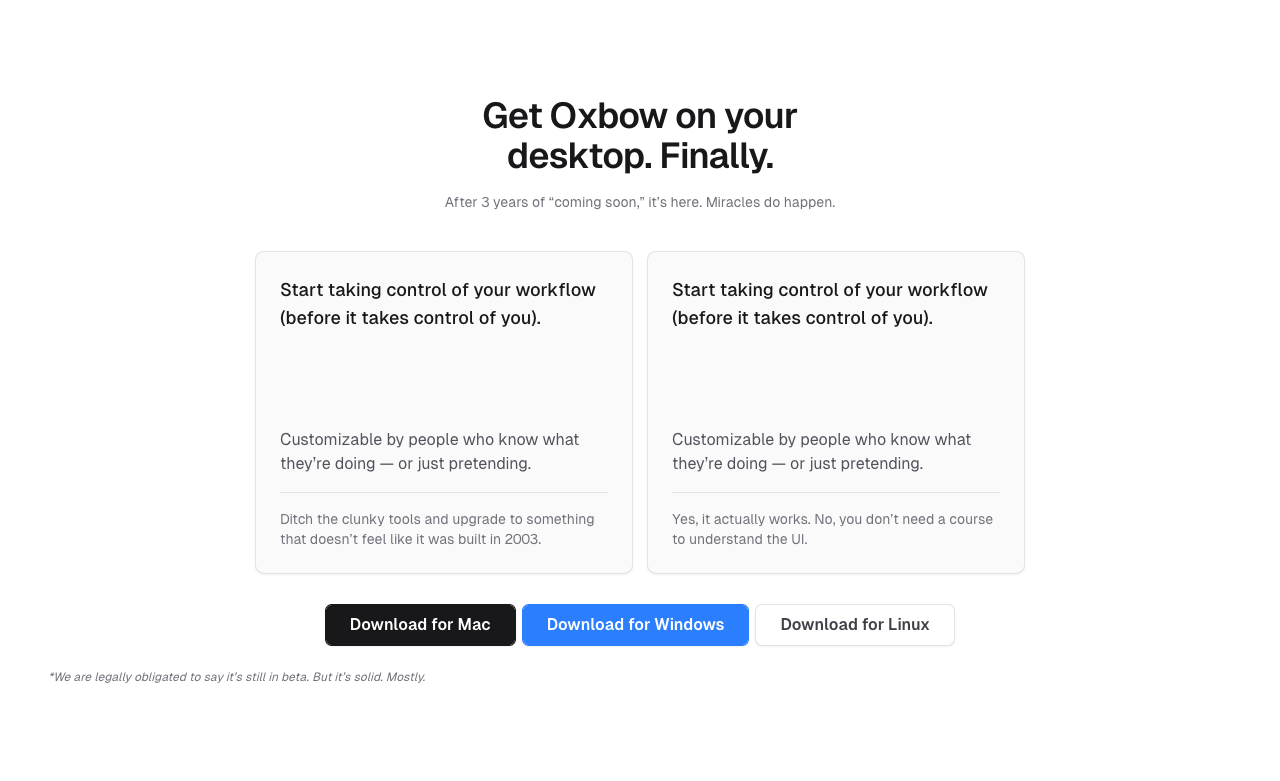 Get Oxbow on your
desktop. Finally.
After 3 years of “coming soon,” it’s here. Miracles do happen.
Start taking control of your workflow
(before it takes control of you).
Customizable by people who know what
they’re doing — or just pretending.
Ditch the clunky tools and upgrade to something
that doesn’t feel like it was built in 2003.
Start taking control of your workflow
(before it takes control of you).
Customizable by people who know what
they’re doing — or just pretending.
Yes, it actually works. No, you don’t need a course
to understand the UI.
Download for Mac
Download for Windows
Download for Linux
*We are legally obligated to say it’s still in beta. But it’s solid. Mostly.